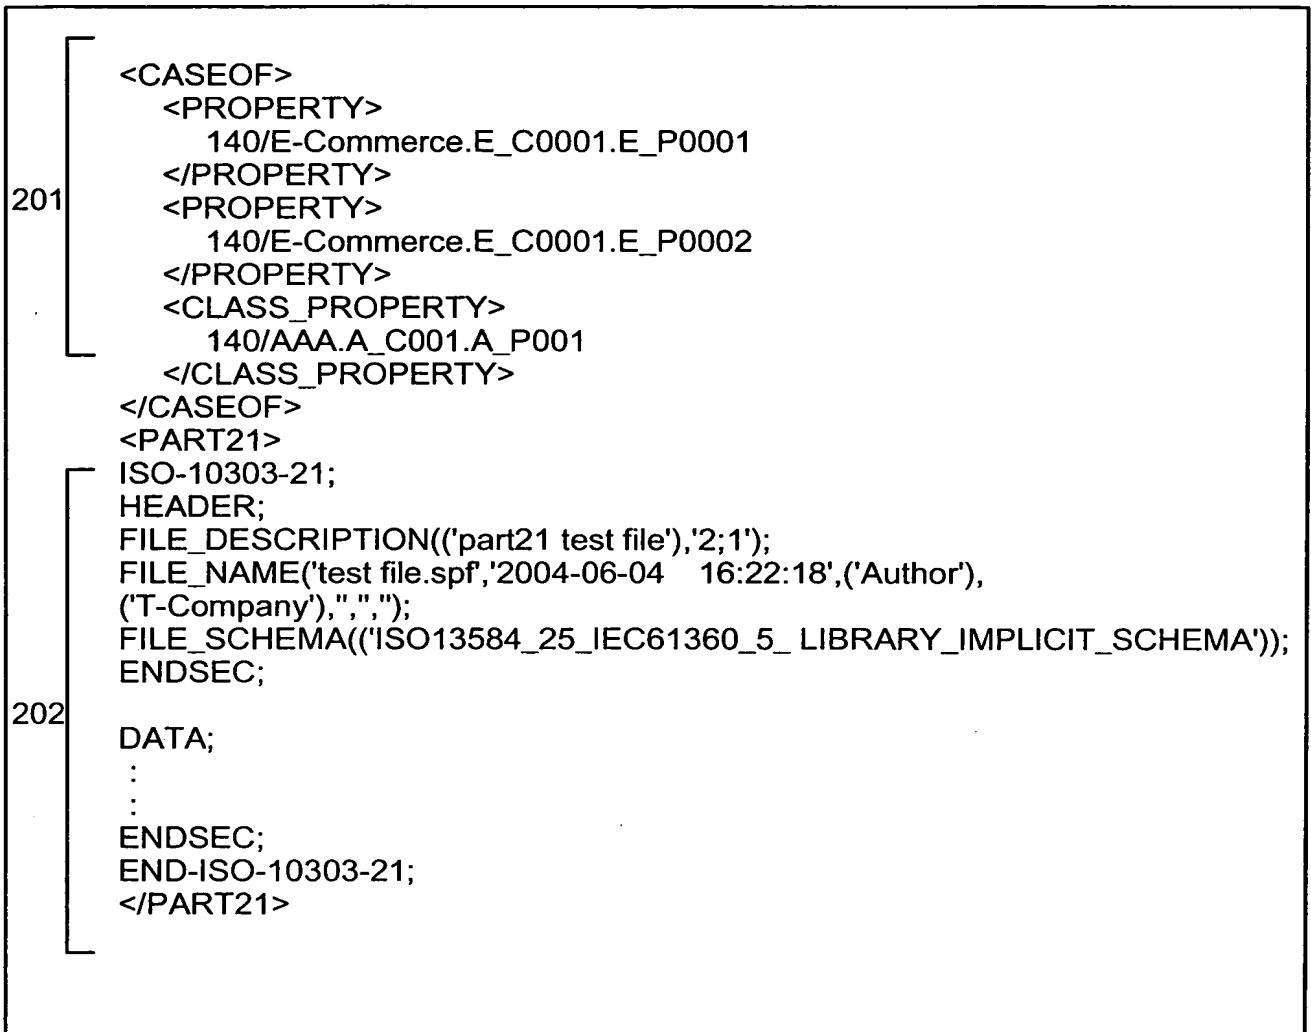 <CASEOF>
<PROPERTY>
140/E-Commerce.E_C0001.E_P0001
</PROPERTY>
201
<PROPERTY>
140/E-Commerce.E_C0001.E_P0002
</PROPERTY>
<CLASS_PROPERTY>
140/AAA.A_C001.A_P001
</CLASS_PROPERTY>
</CASEOF>
<PART21>
ISO-10303-21;
HEADER;
FILE_DESCRIPTION(('part21 test file'),'2;1');
FILE_NAME('test file.spf','2004-06-04 16:22:18',('Author'),
('T-Company'),'','','');
FILE_SCHEMA(('ISO13584_25_IEC61360_5_ LIBRARY_IMPLICIT_SCHEMA'));
ENDSEC;
202
DATA;
:
:
ENDSEC;
END-ISO-10303-21;
</PART21>